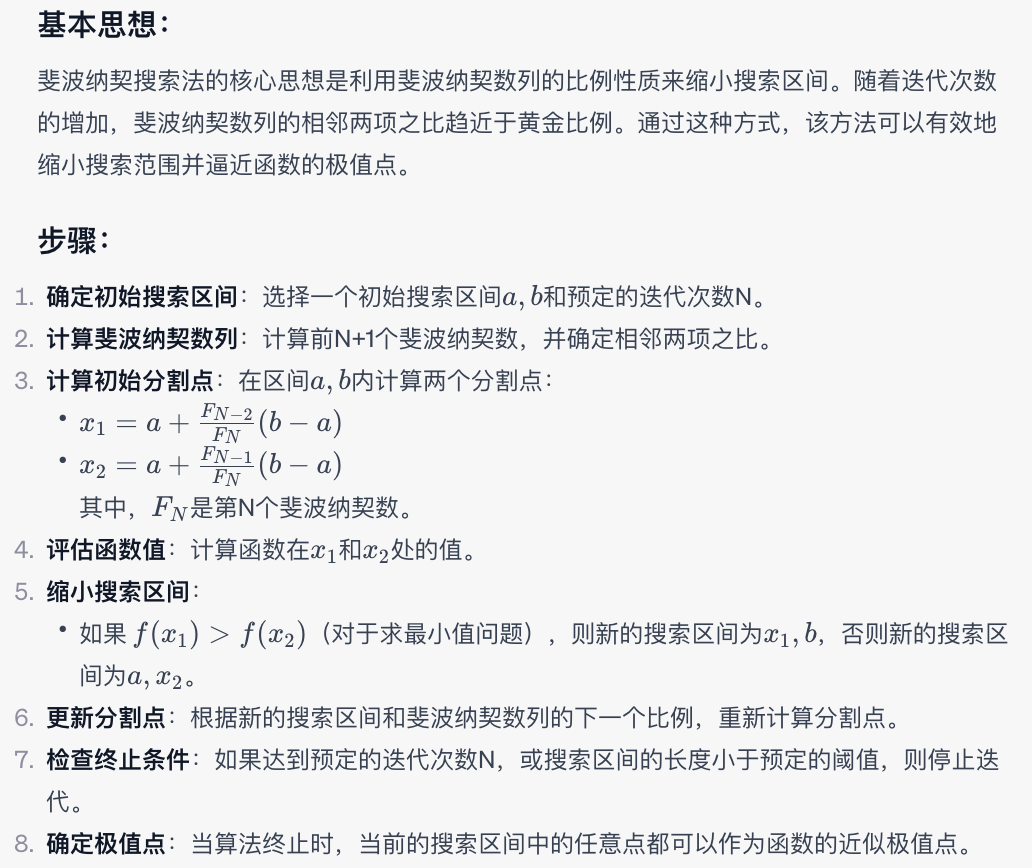 基本思想：
斐波纳契搜索法的核心思想是利用斐波纳契数列的比例性质来缩小搜索区间。随着迭代次数
的增加，斐波纳契数列的相邻两项之比趋近于黄金比例。通过这种方式，该方法可以有效地
缩小搜索范围并逼近函数的极值点。
步骤：
1. 确定初始搜索区间：选择一个初始搜索区间$a, b$和预定的迭代次数N。
2. 计算斐波纳契数列：计算前N+1个斐波纳契数，并确定相邻两项之比。
3. 计算初始分割点：在区间$a, b$内计算两个分割点：
• $x_1 = a + \frac{F_{N-2}}{F_N}(b - a)$
• $x_2 = a + \frac{F_{N-1}}{F_N}(b - a)$
其中，$F_N$是第N个斐波纳契数。
4. 评估函数值：计算函数在$x_1$和$x_2$处的值。
5. 缩小搜索区间：
• 如果 $f(x_1) > f(x_2)$（对于求最小值问题），则新的搜索区间为$x_1, b$，否则新的搜索区
间为$a, x_2$。
6. 更新分割点：根据新的搜索区间和斐波纳契数列的下一个比例，重新计算分割点。
7. 检查终止条件：如果达到预定的迭代次数N，或搜索区间的长度小于预定的阈值，则停止迭
代。
8. 确定极值点：当算法终止时，当前的搜索区间中的任意点都可以作为函数的近似极值点。